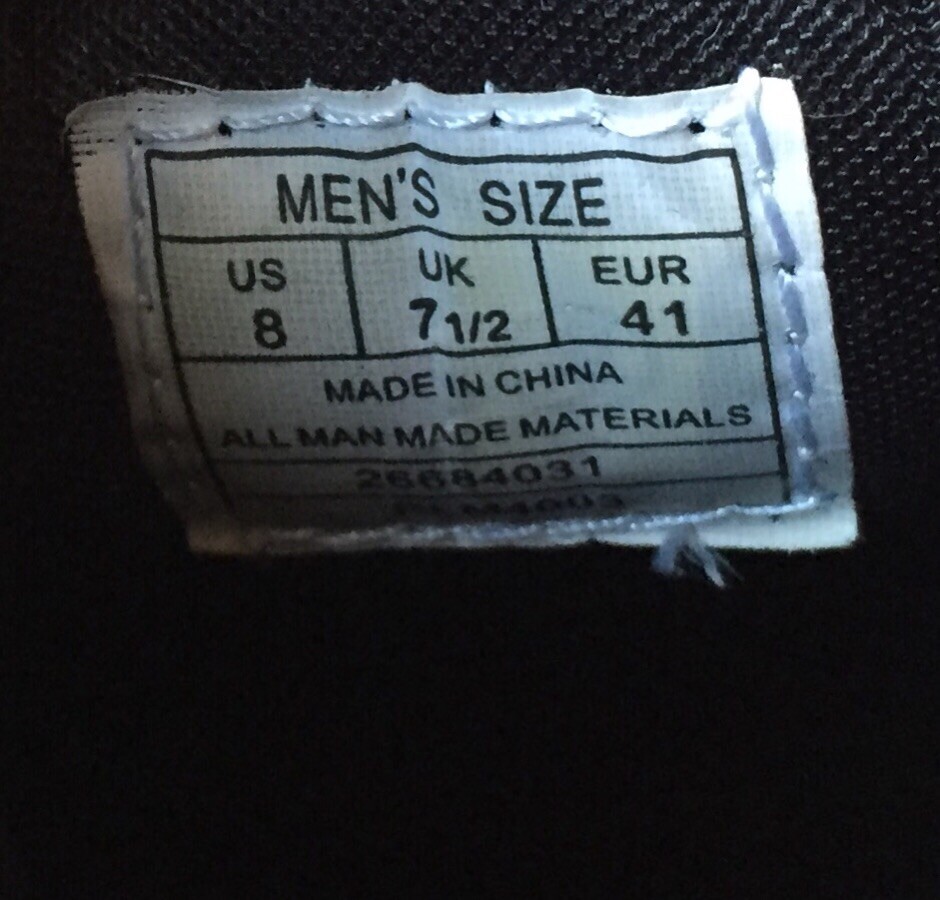 MEN'S SIZE
US UK EUR
8 7 1/2 41
MADE IN CHINA
ALL MAN MADE MATERIALS
26684031